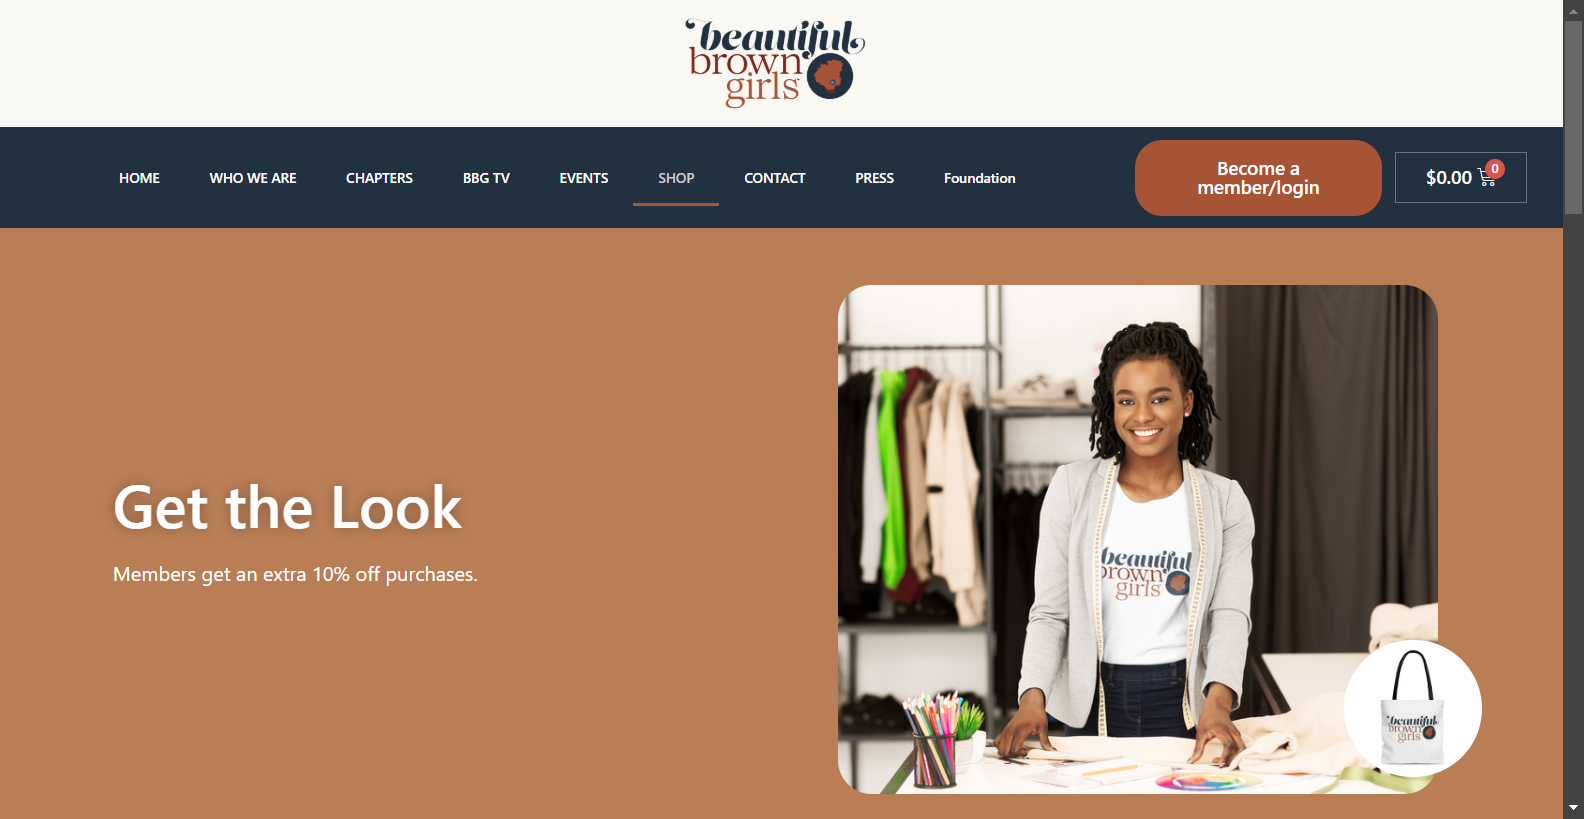 beautiful
brown
girls
HOME
WHO WE ARE
CHAPTERS
BBG TV
EVENTS
SHOP
CONTACT
PRESS
Foundation
Become a
member/login
$0.00
0
Get the Look
Members get an extra 10% off purchases.
beautiful
brown
girls
beautiful
brown
girls